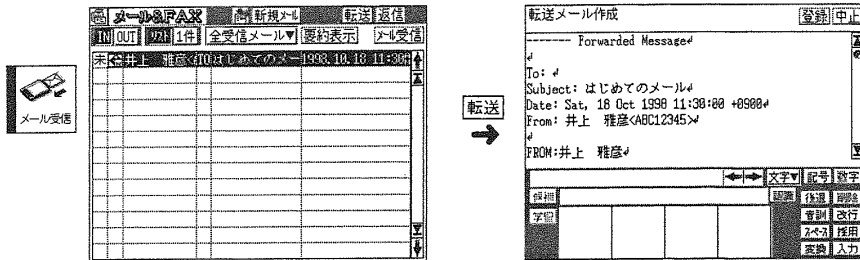 メール受信
メール&FAX 新規メール 転送 返信
IN OUT リスト 1件 全受信メール▼ 要約表示 メール受信
未 井上 雅彦<ABC はじめてのメー 1998.10.18 11:30
転送
転送メール作成 登録 中止
------- Forwarded Message↲
↲
To: ↲
Subject: はじめてのメール↲
Date: Sat, 18 Oct 1998 11:30:00 +0900↲
From: 井上 雅彦<ABC12345>↲
↲
FROM:井上 雅彦↲
文字▼ 記号 数字
候補 認識 後退 削除
学習 音訓 改行
スペース 採用
変換 入力